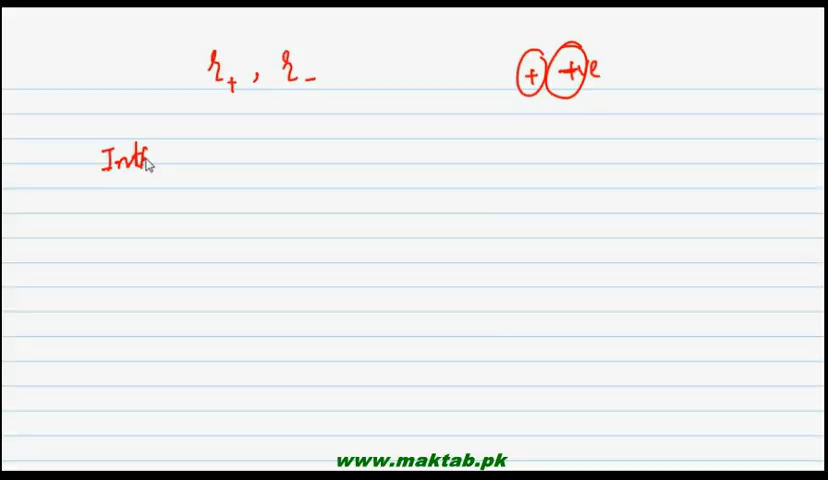 r₊ , r₋ + +ve
Int
www.maktab.pk